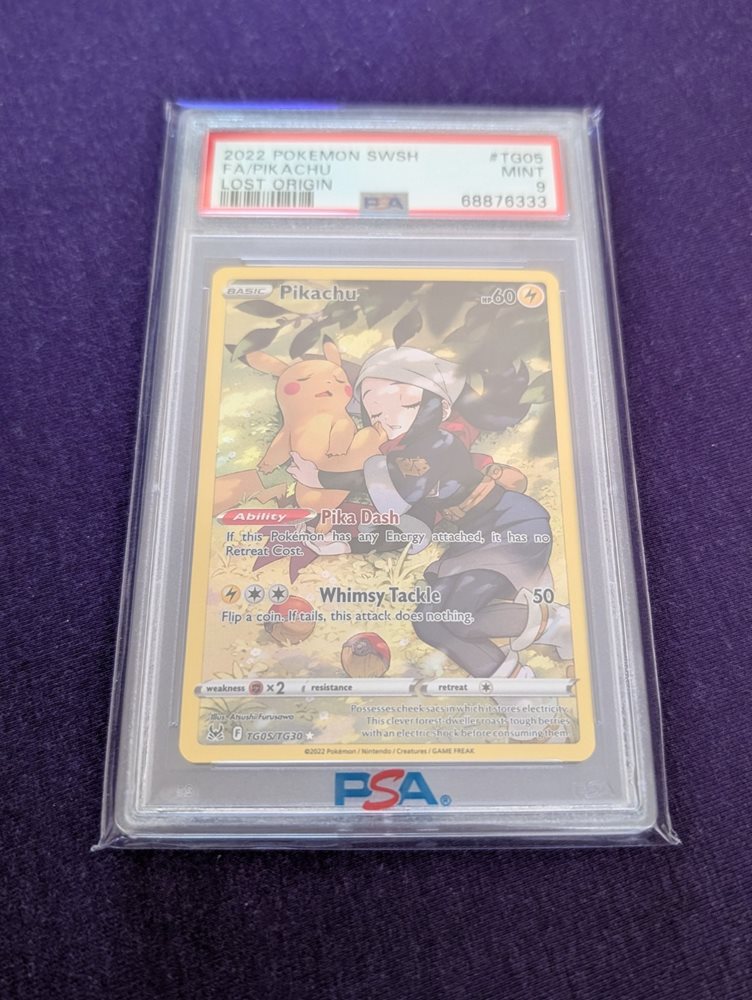 2022 POKEMON SWSH #TG05
FA/PIKACHU MINT
LOST ORIGIN 9
PSA 68876333
BASIC Pikachu HP60
Ability Pika Dash
If this Pokémon has any Energy attached, it has no
Retreat Cost.
Whimsy Tackle 50
Flip a coin. If tails, this attack does nothing.
weakness ×2 resistance retreat
Possesses cheek sacs in which it stores electricity.
This clever forest-dweller roasts tough berries
with an electric shock before consuming them.
Illus. Atsushi Furusawa
F TG05/TG30
©2022 Pokémon / Nintendo / Creatures / GAME FREAK
PSA®
PSA